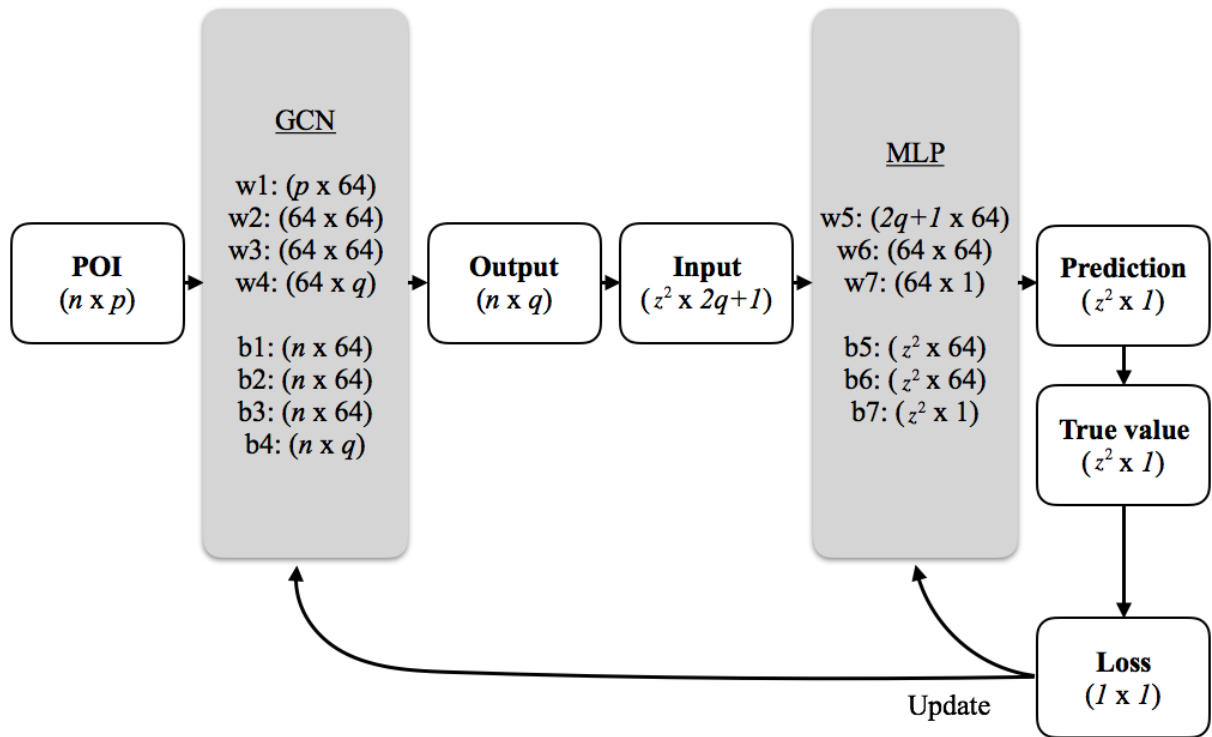 POI
(n x p)
GCN
w1: (p x 64)
w2: (64 x 64)
w3: (64 x 64)
w4: (64 x q)
b1: (n x 64)
b2: (n x 64)
b3: (n x 64)
b4: (n x q)
Output
(n x q)
Input
(z² x 2q+1)
MLP
w5: (2q+1 x 64)
w6: (64 x 64)
w7: (64 x 1)
b5: (z² x 64)
b6: (z² x 64)
b7: (z² x 1)
Prediction
(z² x 1)
True value
(z² x 1)
Loss
(1 x 1)
Update